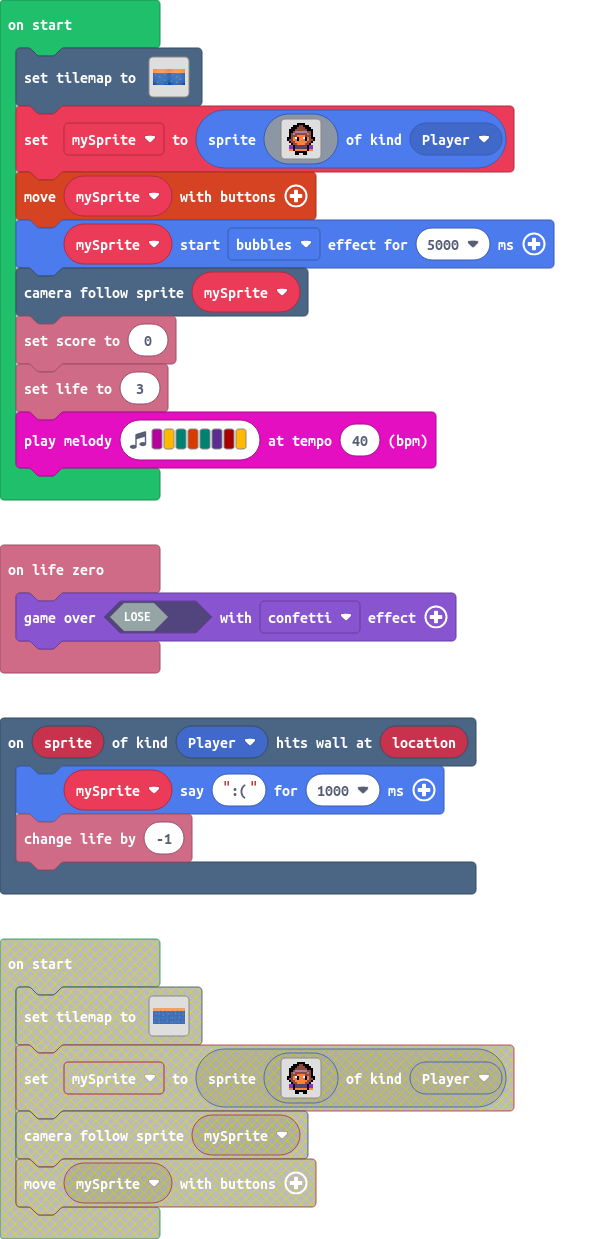 on start
set tilemap to
set mySprite to sprite of kind Player
move mySprite with buttons
mySprite start bubbles effect for 5000 ms
camera follow sprite mySprite
set score to 0
set life to 3
play melody at tempo 40 (bpm)
on life zero
game over LOSE with confetti effect
on sprite of kind Player hits wall at location
mySprite say ":(" for 1000 ms
change life by -1
on start
set tilemap to
set mySprite to sprite of kind Player
camera follow sprite mySprite
move mySprite with buttons